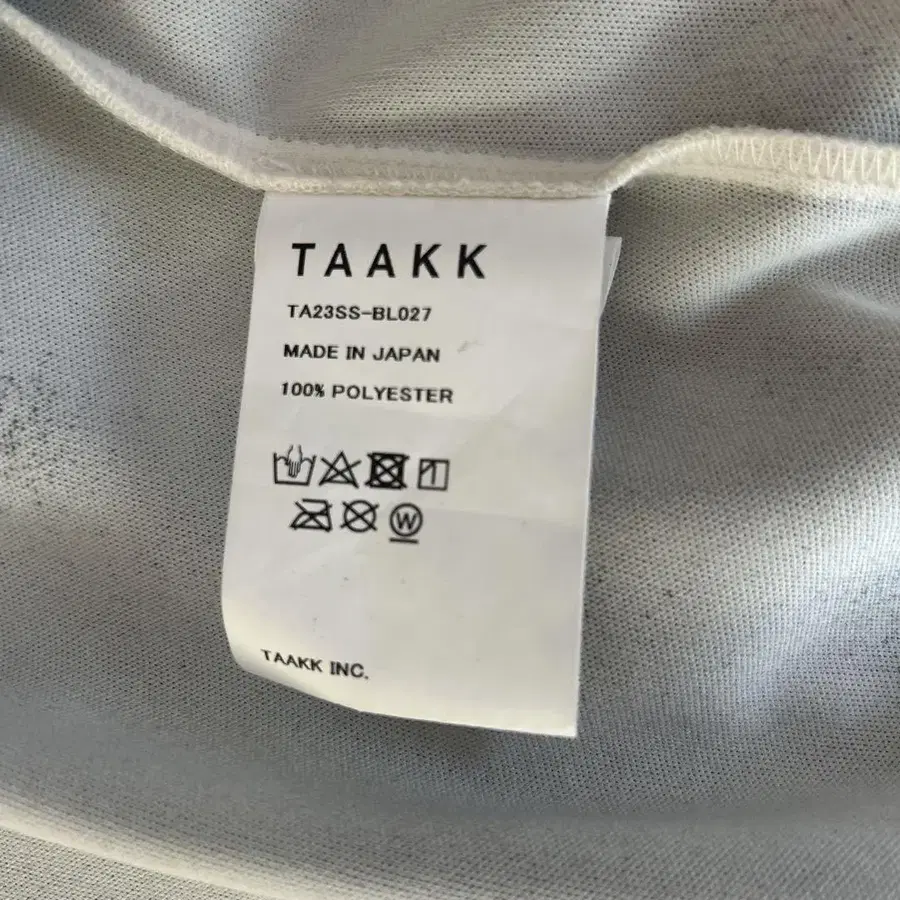 TAAKK
TA23SS-BL027
MADE IN JAPAN
100% POLYESTER
W
TAAKK INC.